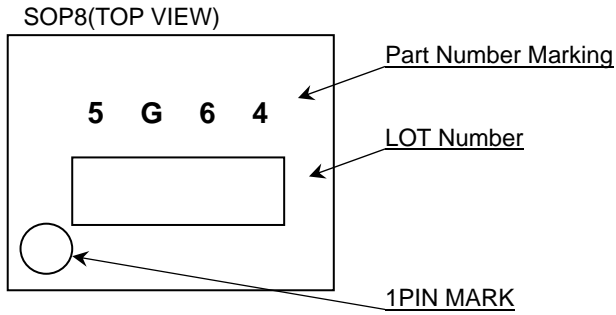 SOP8(TOP VIEW)
Part Number Marking
5 G 6 4
LOT Number
1PIN MARK